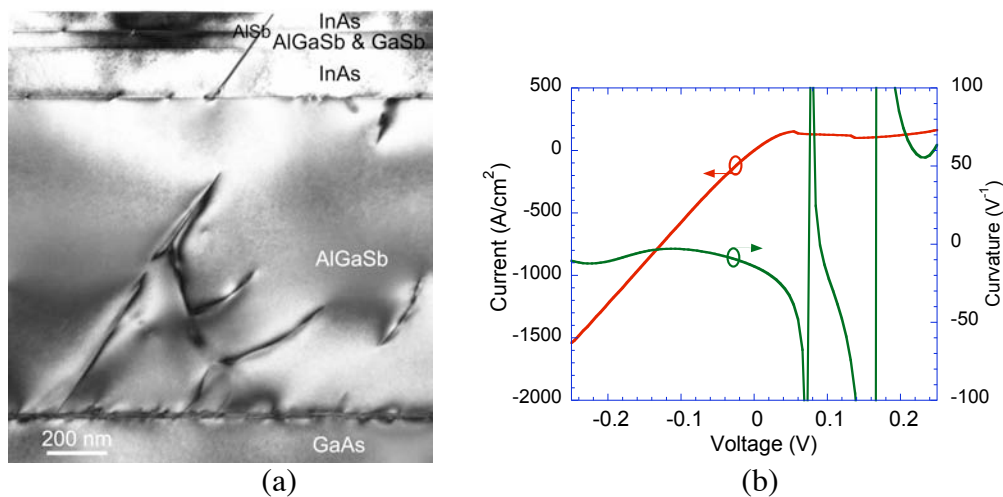 InAs
AlSb
AlGaSb & GaSb
InAs
AlGaSb
200 nm
GaAs
(a)
500
0
-500
-1000
-1500
-2000
Current (A/cm²)
100
50
0
-50
-100
Curvature (V⁻¹)
-0.2 -0.1 0 0.1 0.2
Voltage (V)
(b)